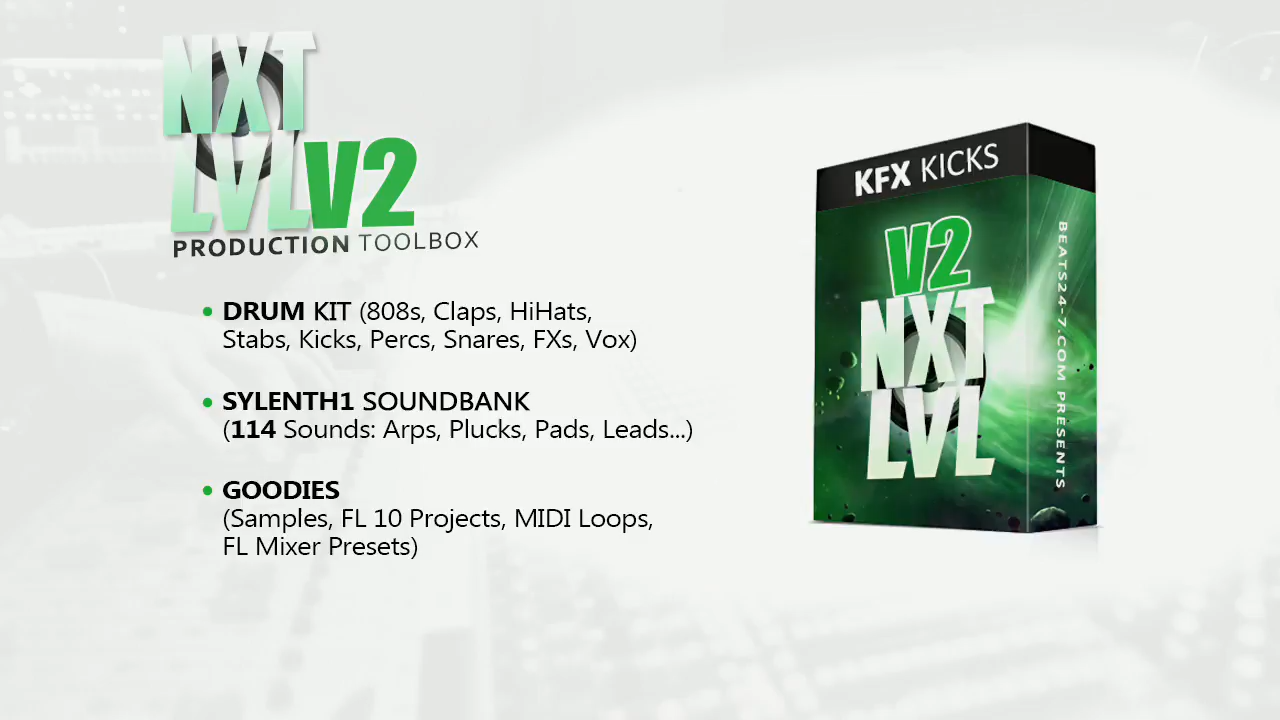 NXT
LVL V2
PRODUCTION TOOLBOX
• DRUM KIT (808s, Claps, HiHats,
Stabs, Kicks, Percs, Snares, FXs, Vox)
• SYLENTH1 SOUNDBANK
(114 Sounds: Arps, Plucks, Pads, Leads...)
• GOODIES
(Samples, FL 10 Projects, MIDI Loops,
FL Mixer Presets)
KFX KICKS
V2
NXT
LVL
BEATS24-7.COM PRESENTS